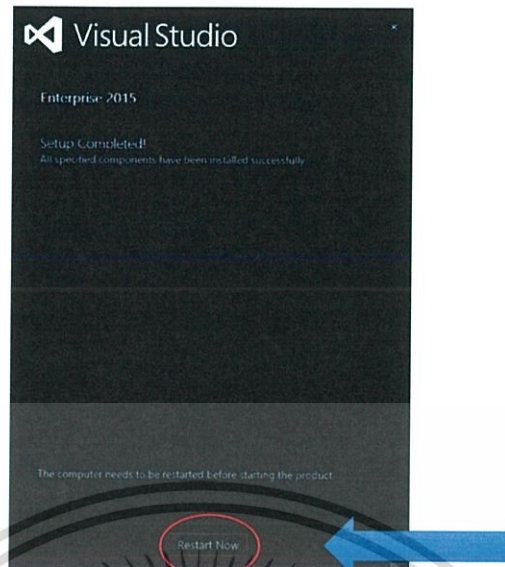 Visual Studio
Enterprise 2015
Setup Completed!
All specified components have been installed successfully.
The computer needs to be restarted before starting the product.
Restart Now